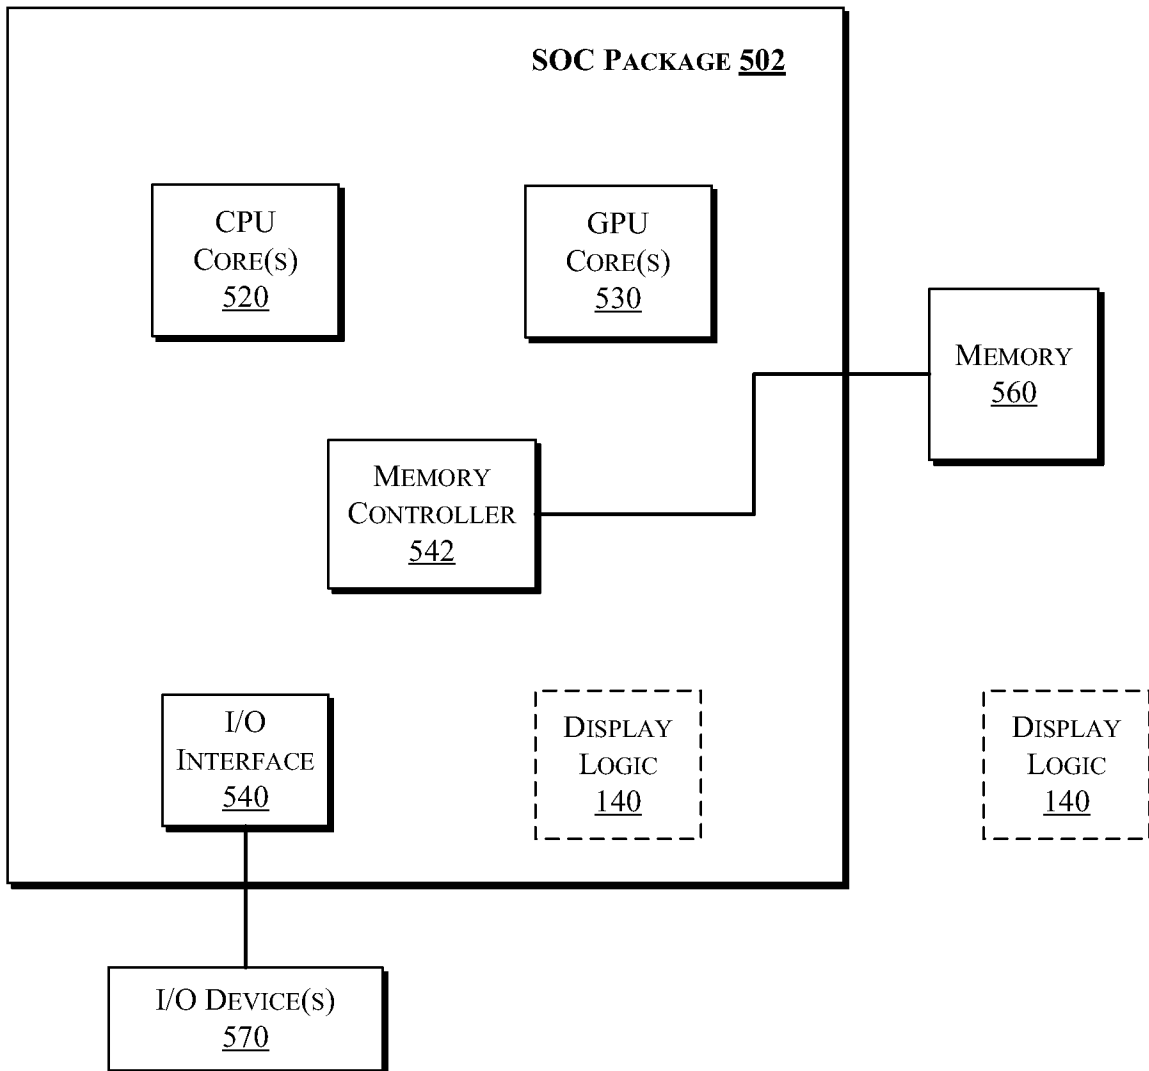 SOC PACKAGE 502
CPU
CORE(S)
520
GPU
CORE(S)
530
MEMORY
560
MEMORY
CONTROLLER
542
I/O
INTERFACE
540
DISPLAY
LOGIC
140
DISPLAY
LOGIC
140
I/O DEVICE(S)
570